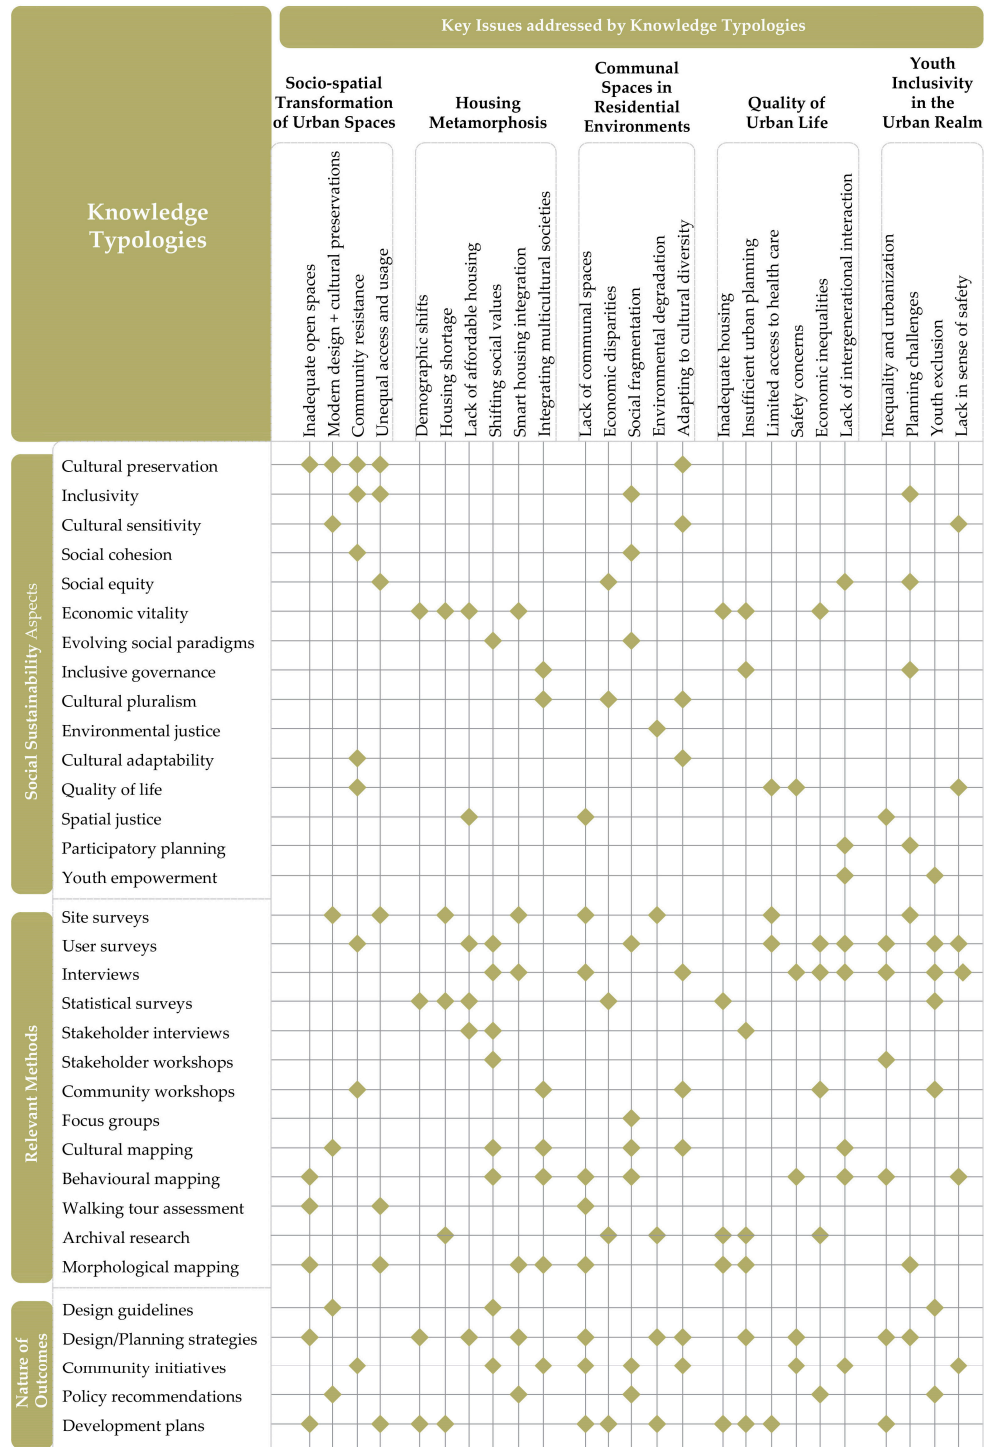 Key Issues addressed by Knowledge Typologies
Knowledge
Typologies
Socio-spatial
Transformation
of Urban Spaces
Housing
Metamorphosis
Communal
Spaces in
Residential
Environments
Quality of
Urban Life
Youth
Inclusivity
in the
Urban Realm
Inadequate open spaces
Modern design + cultural preservations
Community resistance
Unequal access and usage
Demographic shifts
Housing shortage
Lack of affordable housing
Shifting social values
Smart housing integration
Integrating multicultural societies
Lack of communal spaces
Economic disparities
Social fragmentation
Environmental degradation
Adapting to cultural diversity
Inadequate housing
Insufficient urban planning
Limited access to health care
Safety concerns
Economic inequalities
Lack of intergenerational interaction
Inequality and urbanization
Planning challenges
Youth exclusion
Lack in sense of safety
Social Sustainability Aspects
Cultural preservation
Inclusivity
Cultural sensitivity
Social cohesion
Social equity
Economic vitality
Evolving social paradigms
Inclusive governance
Cultural pluralism
Environmental justice
Cultural adaptability
Quality of life
Spatial justice
Participatory planning
Youth empowerment
Relevant Methods
Site surveys
User surveys
Interviews
Statistical surveys
Stakeholder interviews
Stakeholder workshops
Community workshops
Focus groups
Cultural mapping
Behavioural mapping
Walking tour assessment
Archival research
Morphological mapping
Nature of
Outcomes
Design guidelines
Design/Planning strategies
Community initiatives
Policy recommendations
Development plans